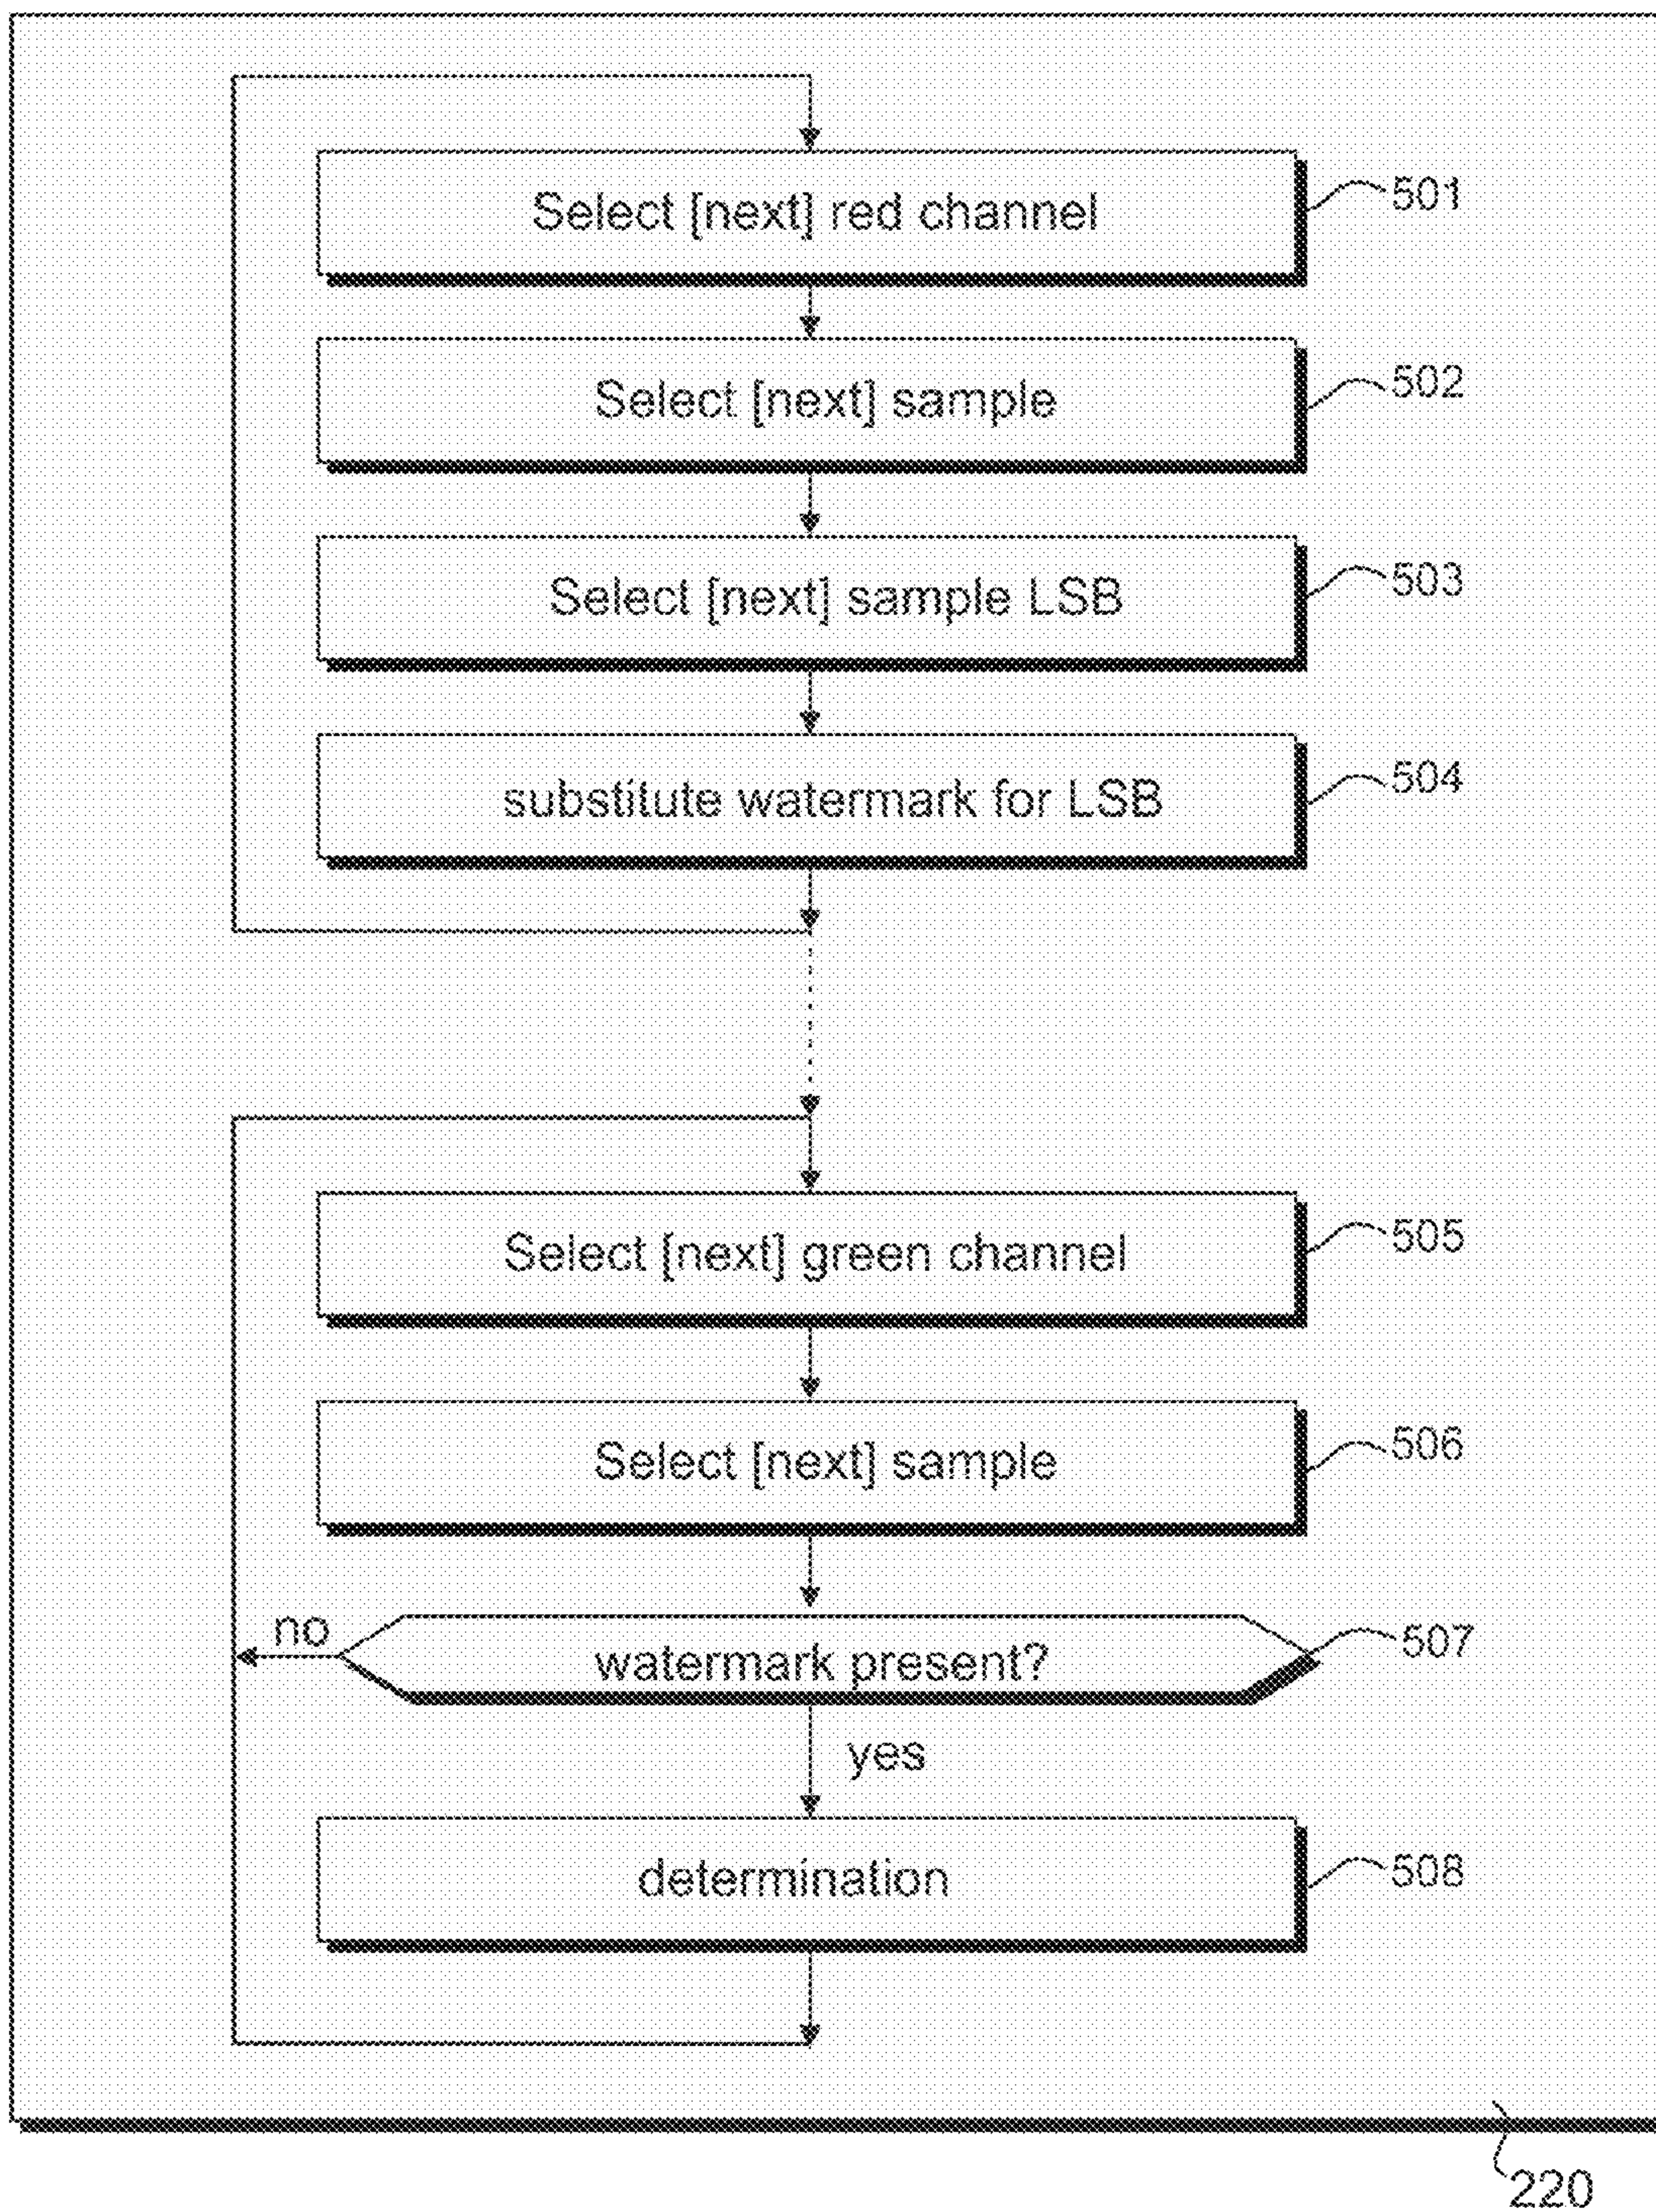 Select [next] red channel
501
Select [next] sample
502
Select [next] sample LSB
503
substitute watermark for LSB
504
Select [next] green channel
505
Select [next] sample
506
no
watermark present?
507
yes
determination
508
220